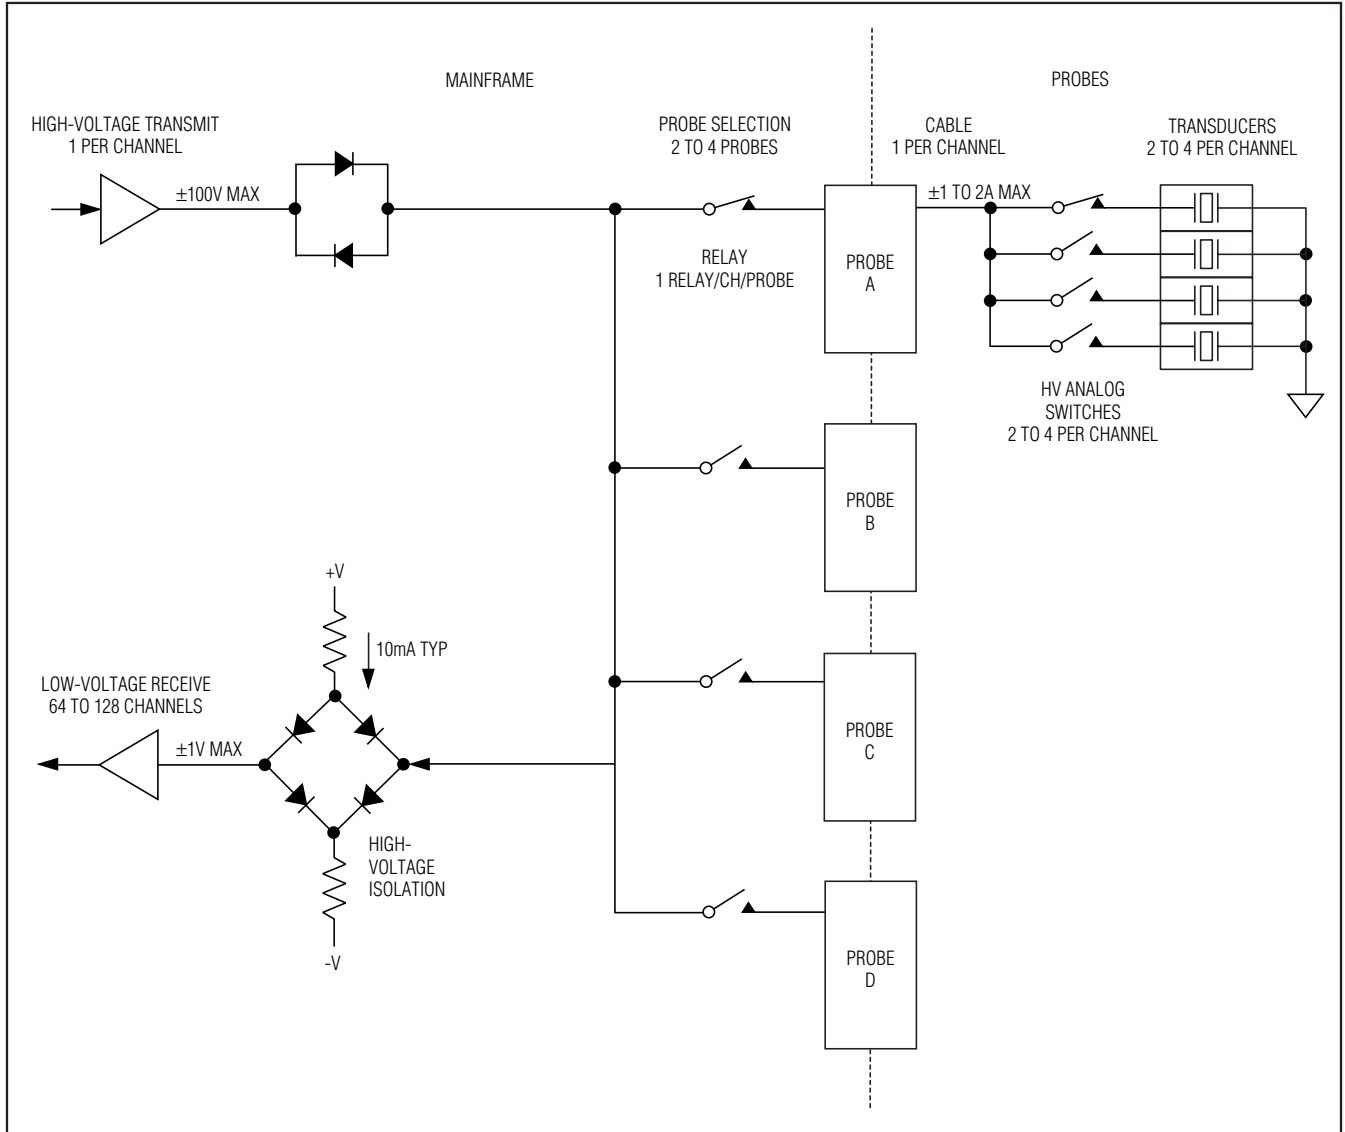 MAINFRAME
PROBES
HIGH-VOLTAGE TRANSMIT
1 PER CHANNEL
±100V MAX
PROBE SELECTION
2 TO 4 PROBES
RELAY
1 RELAY/CH/PROBE
CABLE
1 PER CHANNEL
±1 TO 2A MAX
TRANSDUCERS
2 TO 4 PER CHANNEL
PROBE
A
HV ANALOG
SWITCHES
2 TO 4 PER CHANNEL
PROBE
B
+V
10mA TYP
LOW-VOLTAGE RECEIVE
64 TO 128 CHANNELS
±1V MAX
HIGH-
VOLTAGE
ISOLATION
-V
PROBE
C
PROBE
D